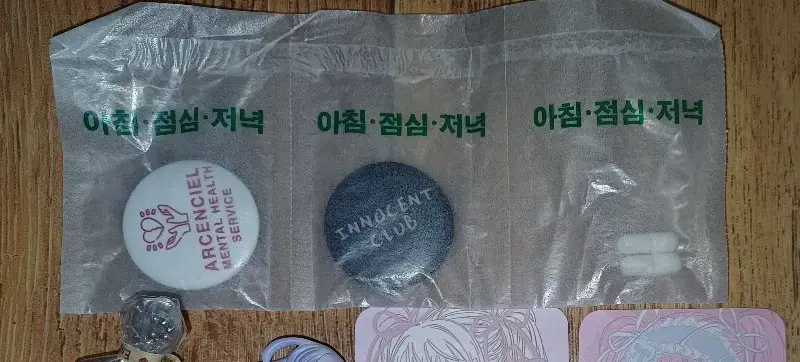 아침·점심·저녁
아침·점심·저녁
아침·점심·저녁
ARCENCIEL
MENTAL HEALTH
SERVICE
INNOCENT
CLUB